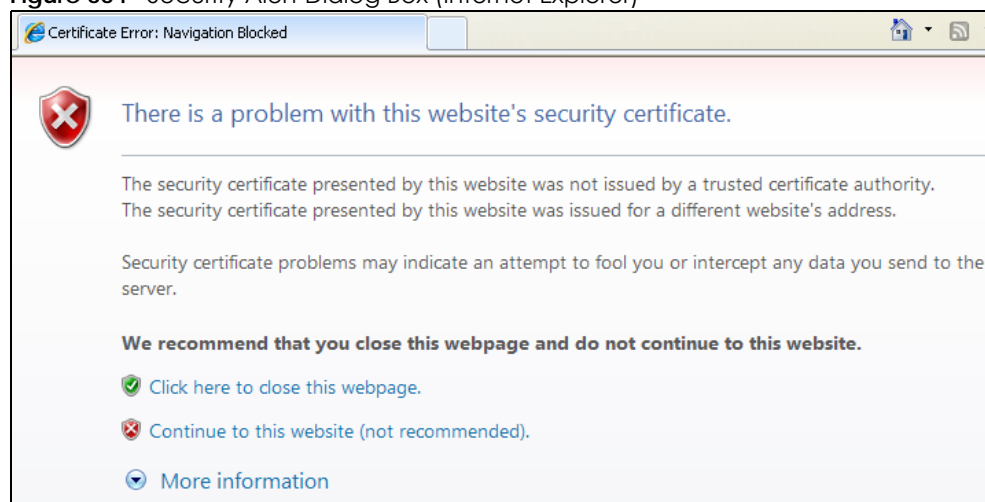 Certificate Error: Navigation Blocked
There is a problem with this website's security certificate.
The security certificate presented by this website was not issued by a trusted certificate authority.
The security certificate presented by this website was issued for a different website's address.
Security certificate problems may indicate an attempt to fool you or intercept any data you send to the
server.
We recommend that you close this webpage and do not continue to this website.
Click here to close this webpage.
Continue to this website (not recommended).
More information